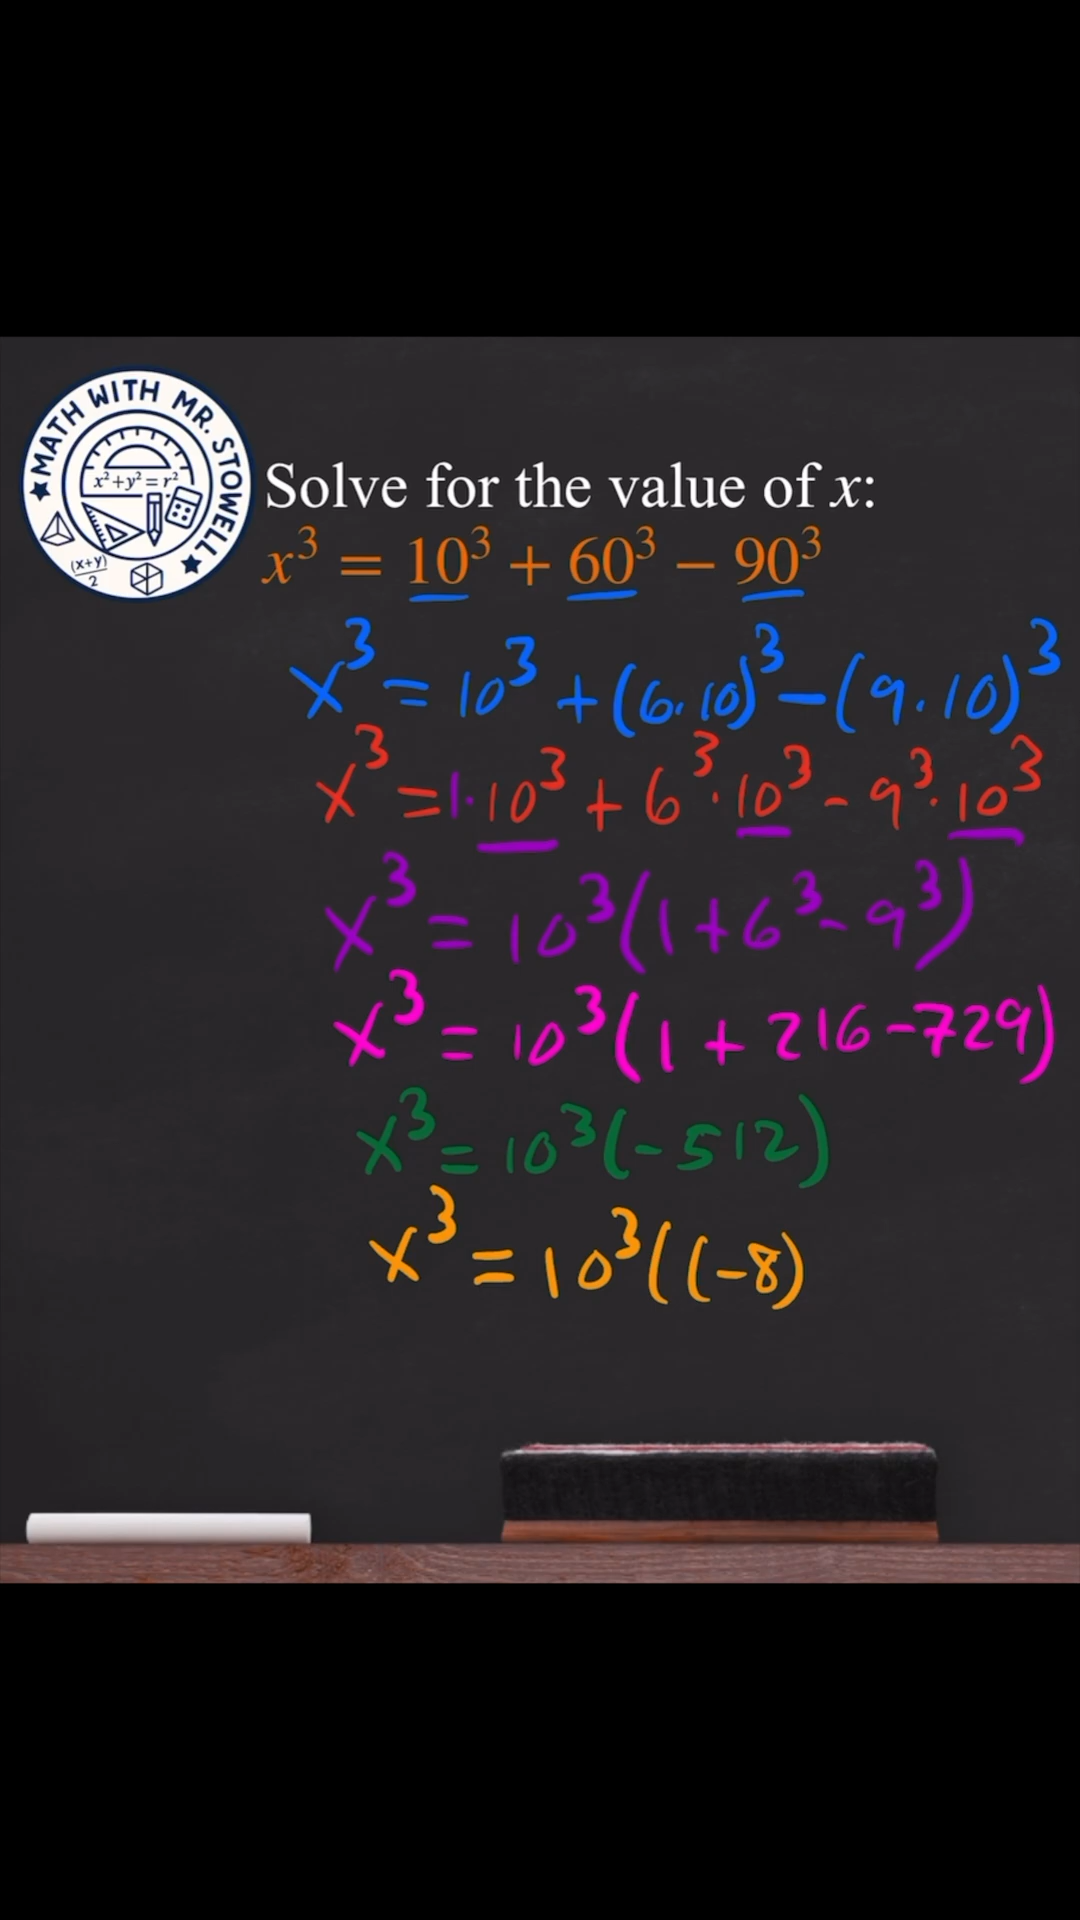 MATH WITH MR. STOWELL
x² + y² = r²
(x+y)/2
Solve for the value of x:
x³ = 10³ + 60³ − 90³
x³ = 10³ + (6·10)³ − (9·10)³
x³ = 1·10³ + 6³·10³ − 9³·10³
x³ = 10³(1+6³−9³)
x³ = 10³(1 + 216−729)
x³ = 10³(−512)
x³ = 10³((−8)